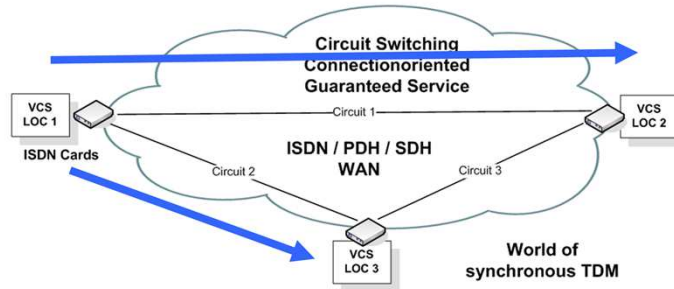 Circuit Switching
Connectionoriented
Guaranteed Service
VCS
LOC 1
Circuit 1
VCS
LOC 2
ISDN Cards
ISDN / PDH / SDH
WAN
Circuit 2
Circuit 3
VCS
LOC 3
World of
synchronous TDM